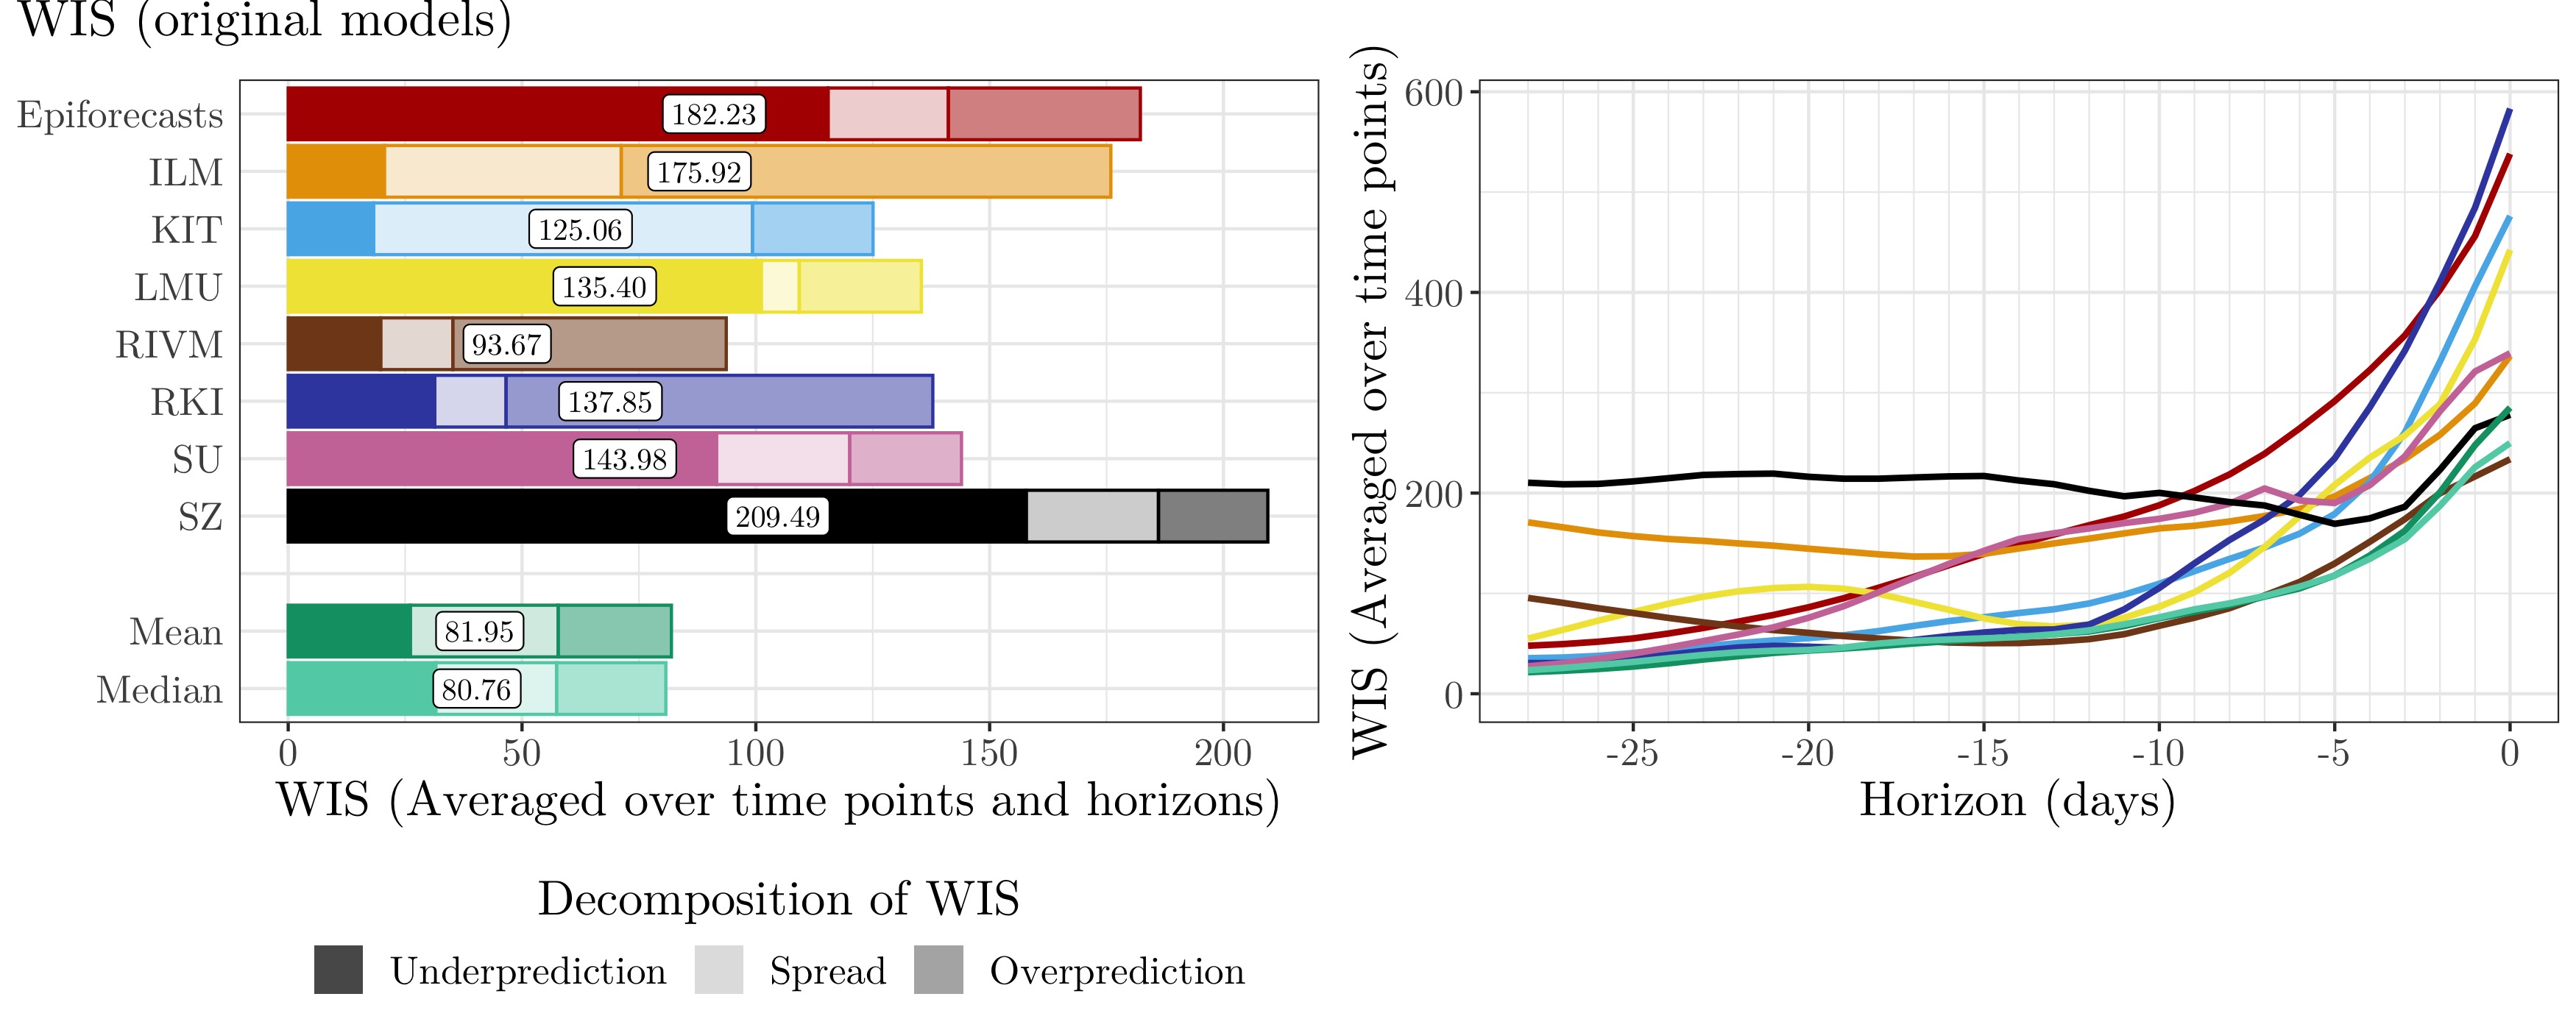 WIS (original models)
Epiforecasts
ILM
KIT
LMU
RIVM
RKI
SU
SZ
Mean
Median
182.23
175.92
125.06
135.40
93.67
137.85
143.98
209.49
81.95
80.76
0 50 100 150 200
WIS (Averaged over time points and horizons)
WIS (Averaged over time points)
600
400
200
0
-25 -20 -15 -10 -5 0
Horizon (days)
Decomposition of WIS
Underprediction Spread Overprediction